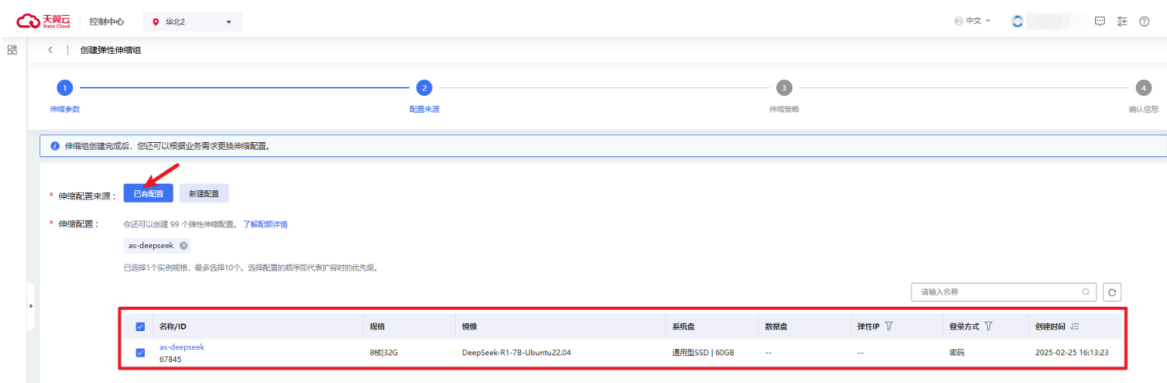 天翼云
State Cloud
控制中心
华北2
中文
创建弹性伸缩组
1
2
3
4
伸缩参数
配置来源
伸缩策略
确认信息
伸缩组创建完成后，您还可以根据业务需求更换伸缩配置。
* 伸缩配置来源：
已有配置
新建配置
* 伸缩配置：
你还可以创建 99 个弹性伸缩配置。 了解配额详情
as-deepseek
已选择1个实例规格，最多选择10个。选择配置的顺序即代表扩容时的优先级。
请输入名称
名称/ID 规格 镜像 系统盘 数据盘 弹性IP 登录方式 创建时间
as-deepseek
67845
8核|32G DeepSeek-R1-7B-Ubuntu22.04 通用型SSD | 60GB -- -- 密码 2025-02-25 16:13:23